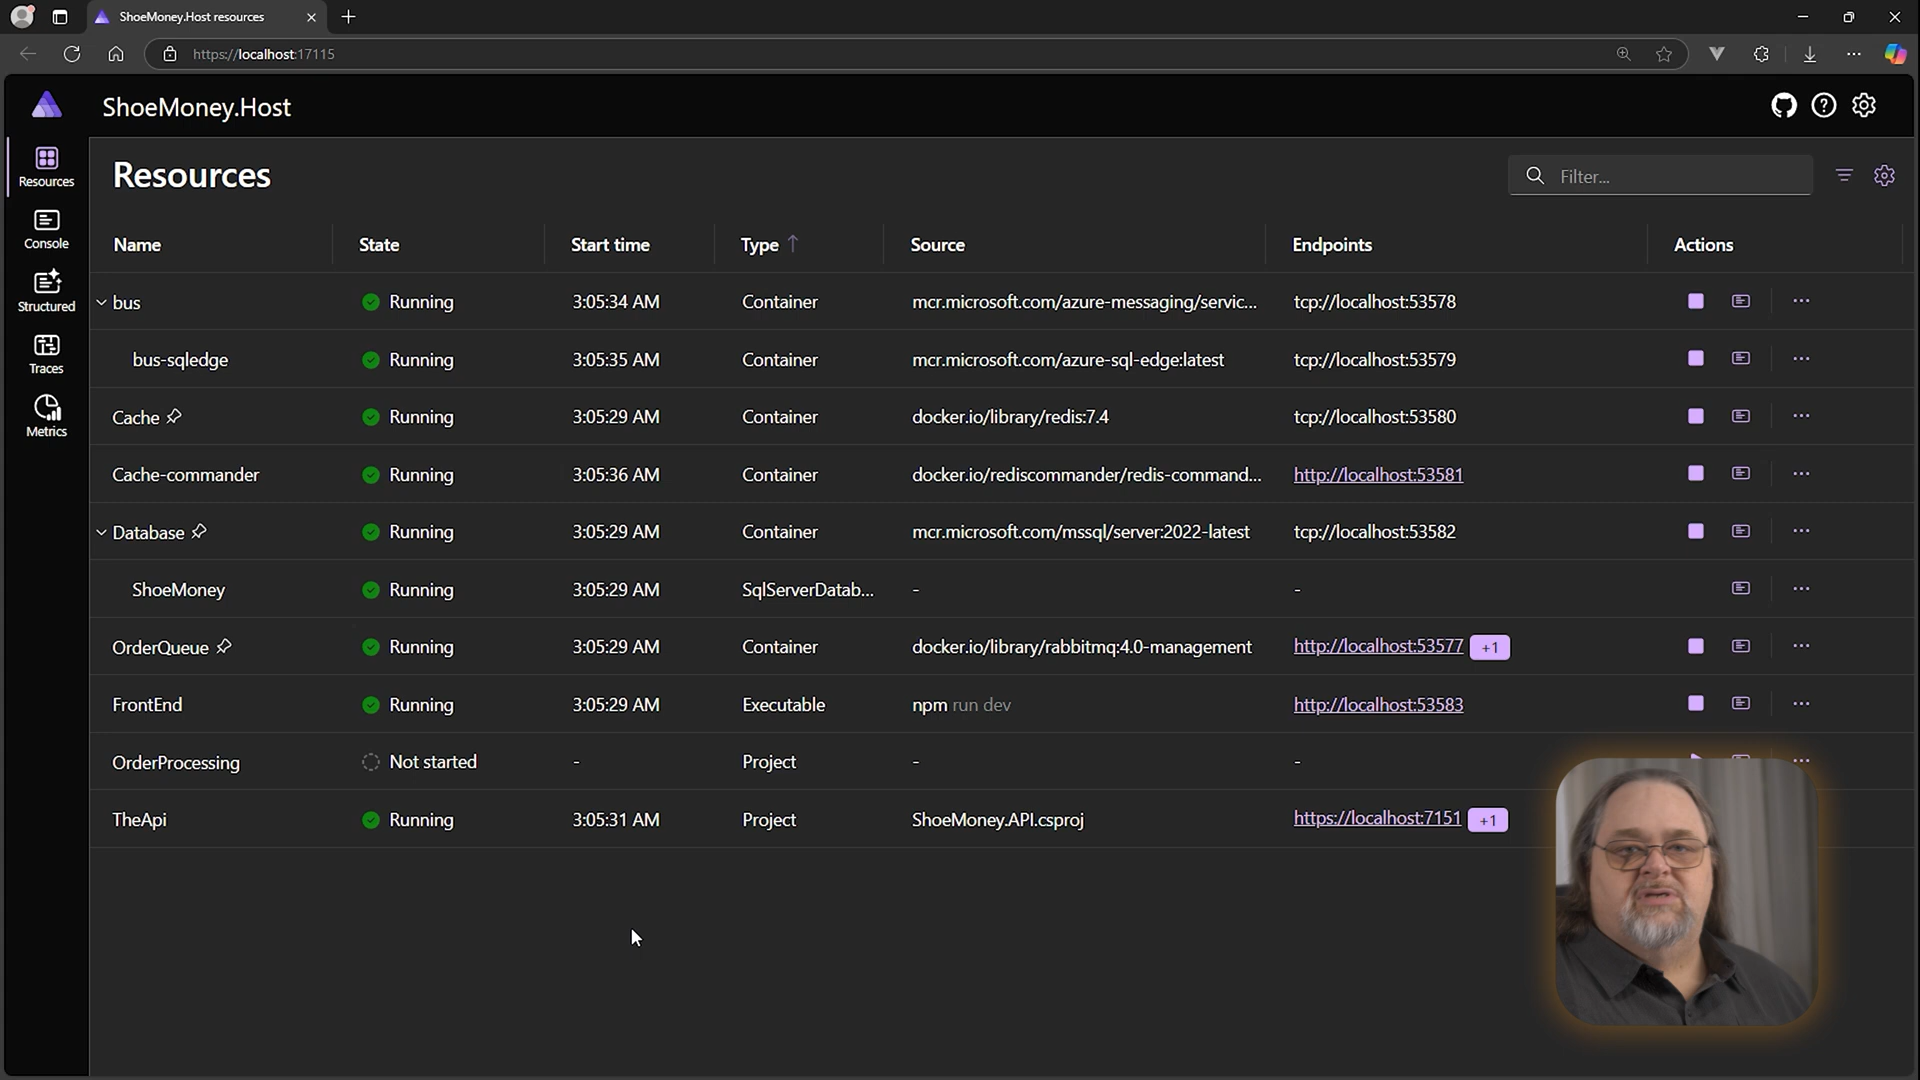 ShoeMoney.Host resources
https://localhost:17115
ShoeMoney.Host
Resources
Console
Structured
Traces
Metrics
Resources
Filter...
Name State Start time Type Source Endpoints Actions
bus Running 3:05:34 AM Container mcr.microsoft.com/azure-messaging/servic... tcp://localhost:53578
bus-sqledge Running 3:05:35 AM Container mcr.microsoft.com/azure-sql-edge:latest tcp://localhost:53579
Cache Running 3:05:29 AM Container docker.io/library/redis:7.4 tcp://localhost:53580
Cache-commander Running 3:05:36 AM Container docker.io/rediscommander/redis-command... http://localhost:53581
Database Running 3:05:29 AM Container mcr.microsoft.com/mssql/server:2022-latest tcp://localhost:53582
ShoeMoney Running 3:05:29 AM SqlServerDatab... - -
OrderQueue Running 3:05:29 AM Container docker.io/library/rabbitmq:4.0-management http://localhost:53577 +1
FrontEnd Running 3:05:29 AM Executable npm run dev http://localhost:53583
OrderProcessing Not started - Project - -
TheApi Running 3:05:31 AM Project ShoeMoney.API.csproj https://localhost:7151 +1